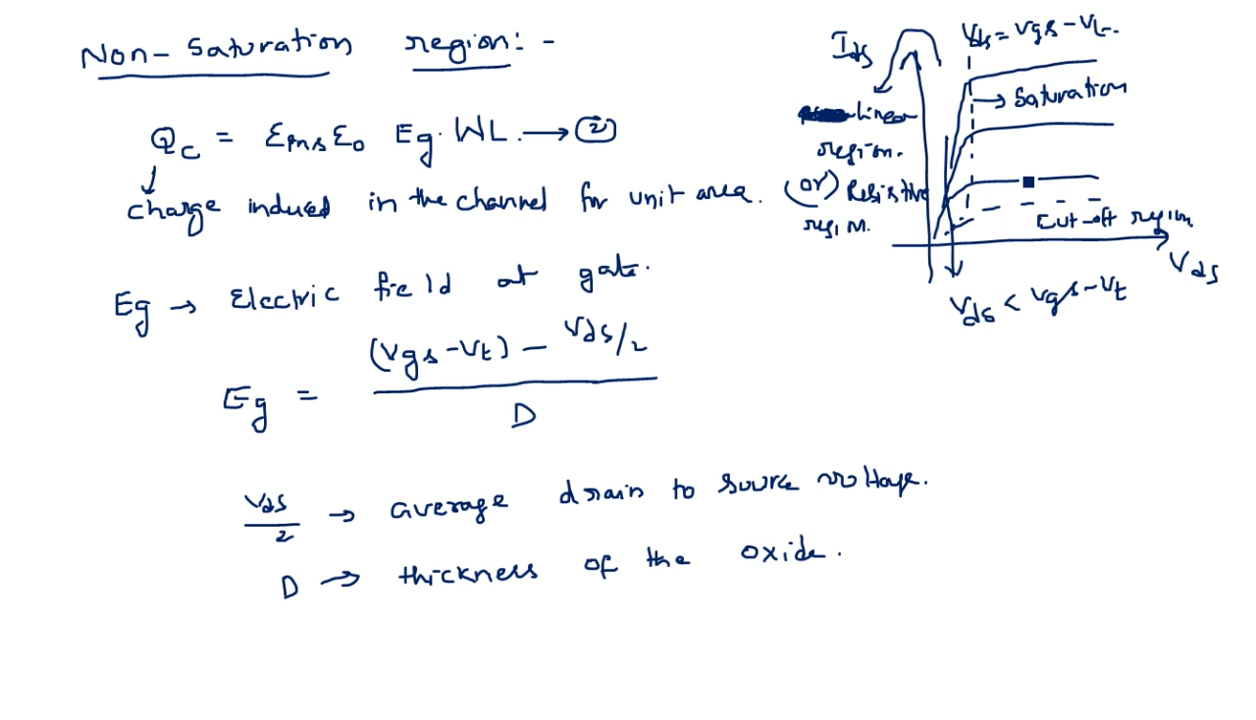 Non-Saturation region:-
Qc = Eins Eo Eg. WL. → ②
charge induced in the channel for unit area.
Eg → Electric field at gate.
Eg = (Vgs-Vt) - Vds/2
D
Vds/2 → average drain to source voltage.
D → thickness of the oxide.
Ids
Vds = Vgs-Vt.
→ Saturation
Linear
region.
(or) Resistive
region.
Cut-off region
Vds
Vds < Vgs-Vt